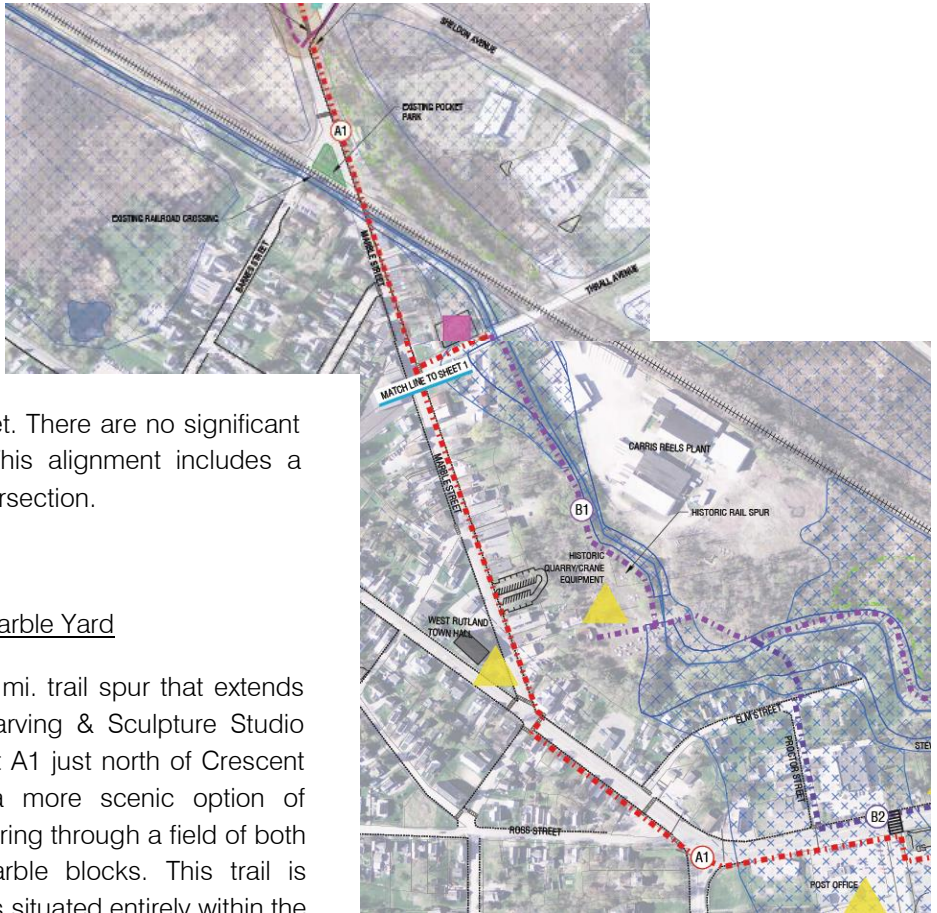 SHELDON AVENUE
EXISTING POCKET
PARK
A1
EXISTING RAILROAD CROSSING
BARNES STREET
MARBLE STREET
THRALL AVENUE
MATCH LINE TO SHEET 1
et. There are no significant
his alignment includes a
ersection.
arble Yard
mi. trail spur that extends
arving & Sculpture Studio
t A1 just north of Crescent
a more scenic option of
ring through a field of both
arble blocks. This trail is
s situated entirely within the
MARBLE STREET
CARRIS REELS PLANT
B1
HISTORIC RAIL SPUR
HISTORIC
QUARRY/CRANE
EQUIPMENT
WEST RUTLAND
TOWN HALL
ELM STREET
PROCTOR STREET
STE
B2
ROSS STREET
A1
POST OFFICE